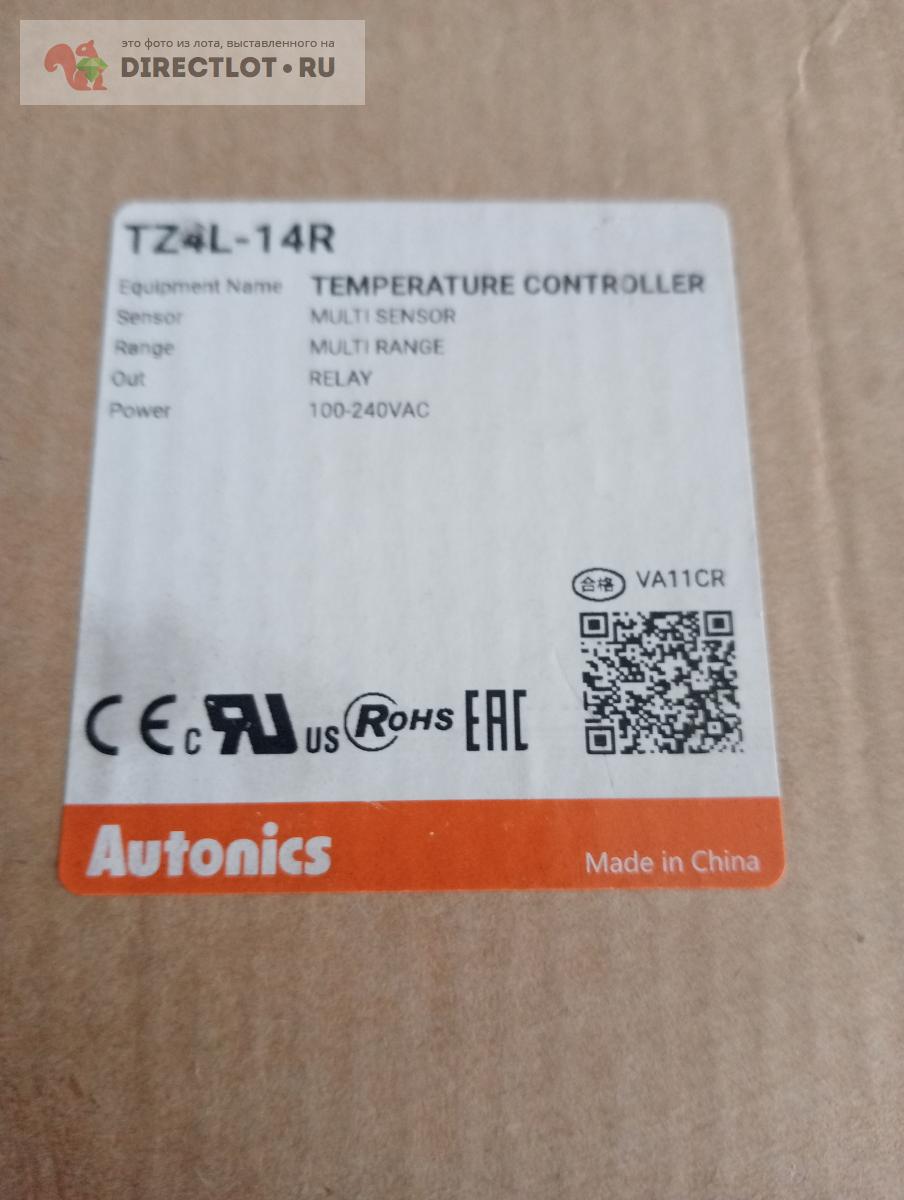 это фото из лота, выставленного на
DIRECTLOT•RU
TZ4L-14R
Equipment Name TEMPERATURE CONTROLLER
Sensor MULTI SENSOR
Range MULTI RANGE
Out RELAY
Power 100-240VAC
合格 VA11CR
CE c RU US RoHS EAC
Autonics Made in China